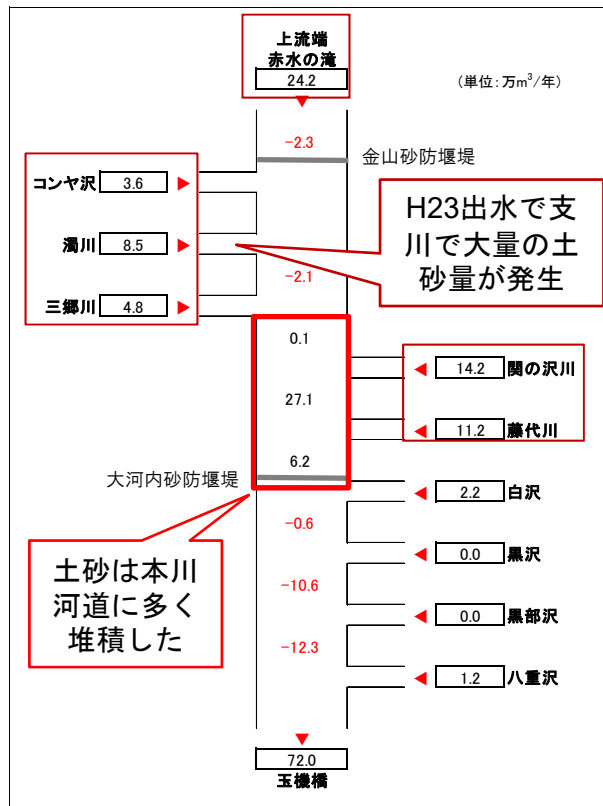 上流端
赤水の滝
24.2
(単位：万m³/年)
-2.3
金山砂防堰堤
コンヤ沢 3.6
H23出水で支
川で大量の土
砂量が発生
濁川 8.5
-2.1
三郷川 4.8
0.1
14.2 関の沢川
27.1
11.2 藤代川
6.2
大河内砂防堰堤
2.2 白沢
-0.6
0.0 黒沢
土砂は本川
河道に多く
堆積した
-10.6
0.0 黒部沢
-12.3
1.2 八重沢
72.0
玉機橋